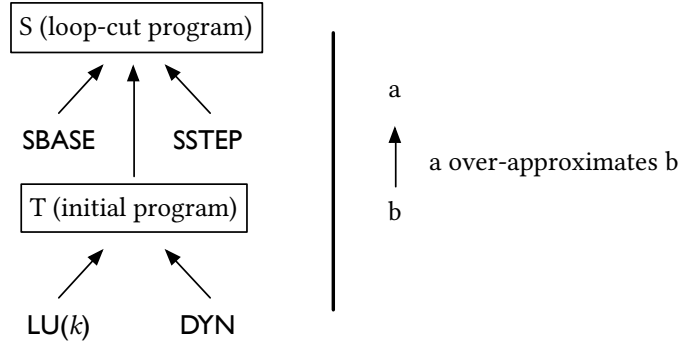 S (loop-cut program)
SBASE SSTEP
T (initial program)
LU(k) DYN
a
a over-approximates b
b